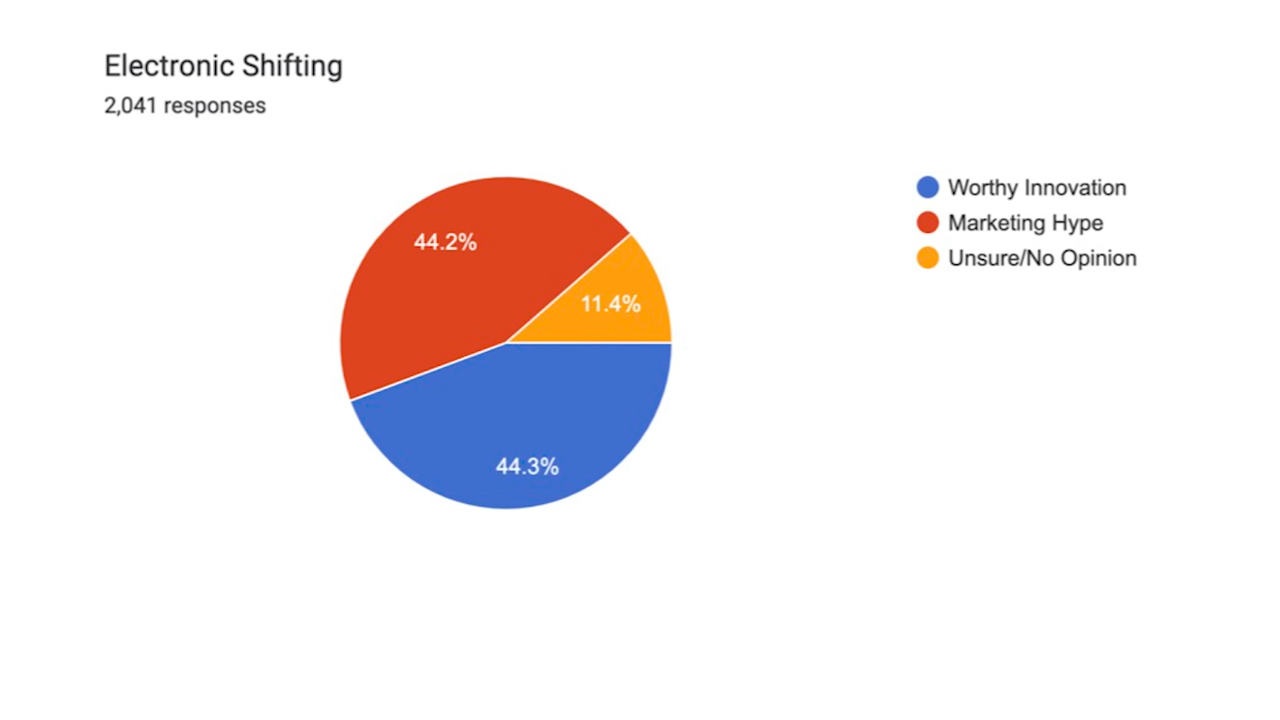 Electronic Shifting
2,041 responses
Worthy Innovation
Marketing Hype
Unsure/No Opinion
44.2%
11.4%
44.3%